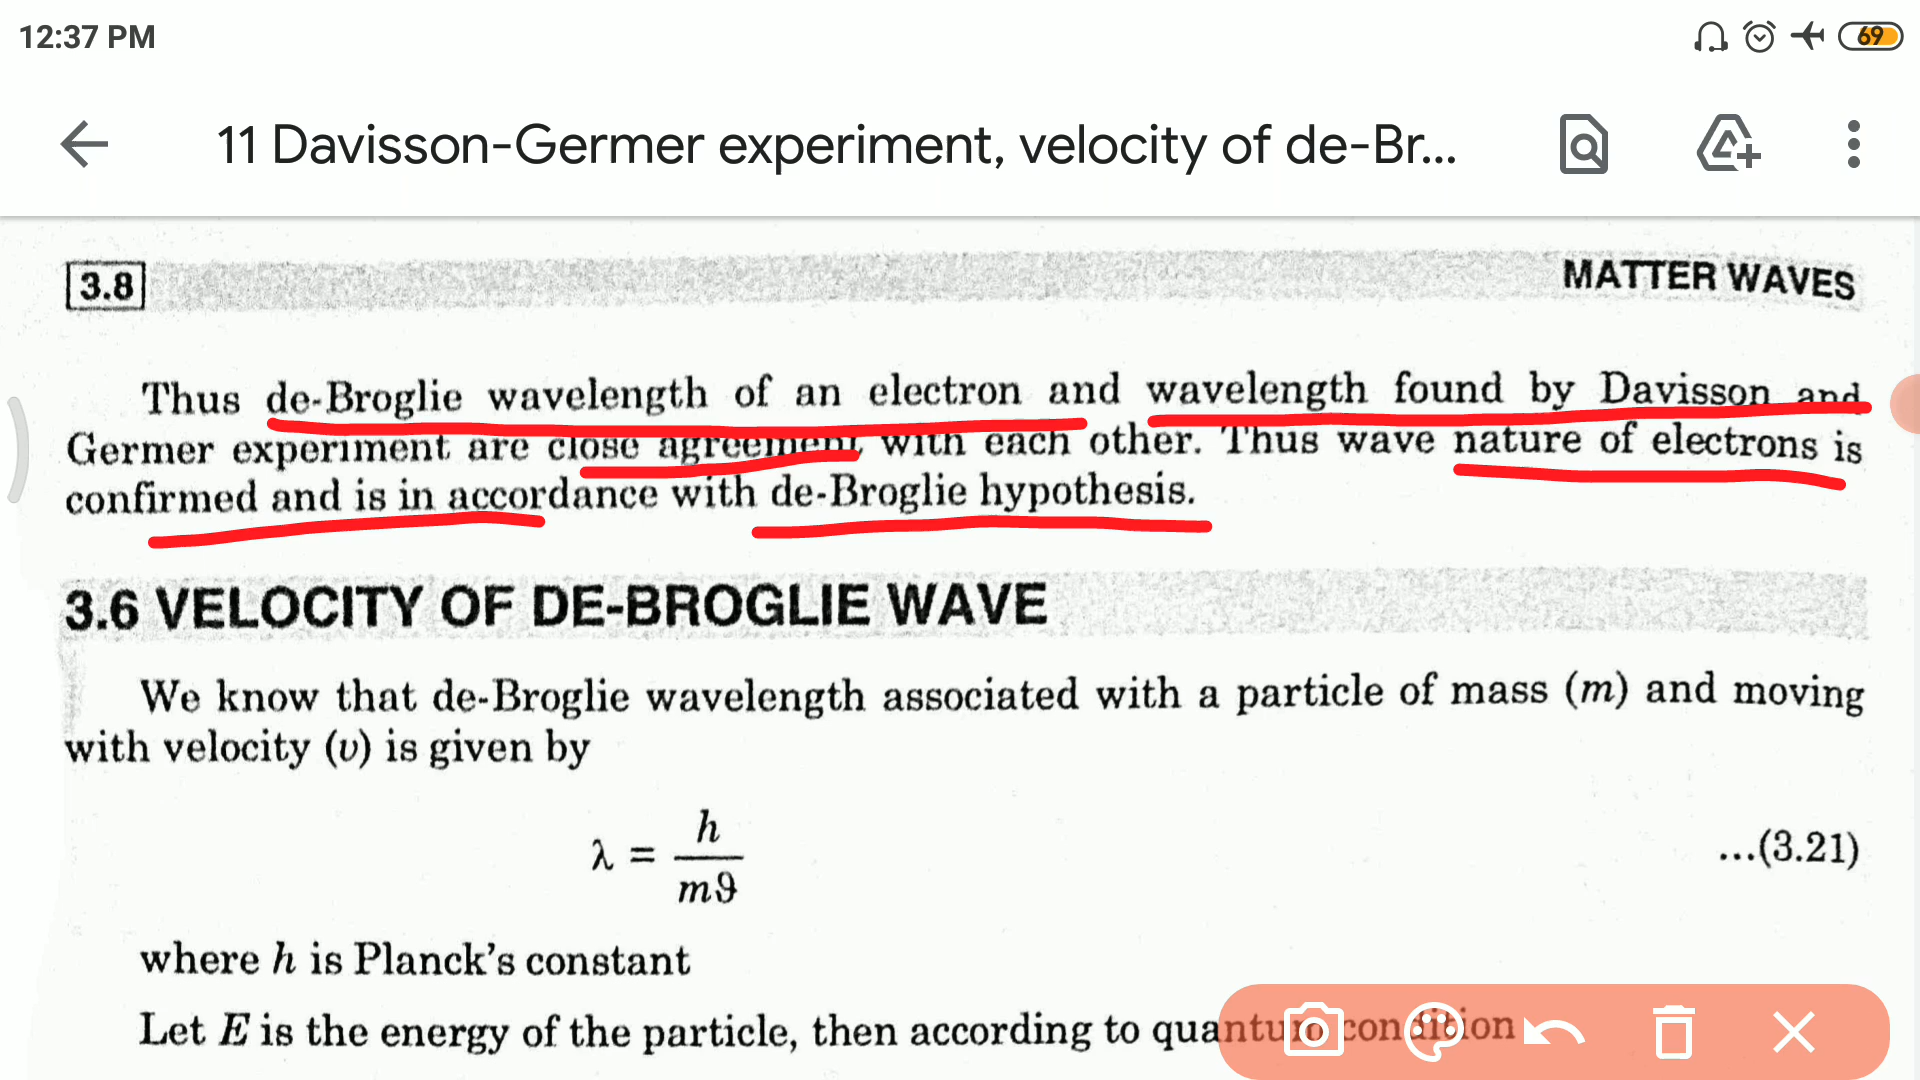 12:37 PM
69
11 Davisson-Germer experiment, velocity of de-Br...
3.8 MATTER WAVES
Thus de-Broglie wavelength of an electron and wavelength found by Davisson and
Germer experiment are close agreement with each other. Thus wave nature of electrons is
confirmed and is in accordance with de-Broglie hypothesis.
3.6 VELOCITY OF DE-BROGLIE WAVE
We know that de-Broglie wavelength associated with a particle of mass (m) and moving
with velocity (υ) is given by
λ = h / mϑ ...(3.21)
where h is Planck's constant
Let E is the energy of the particle, then according to quantum condition